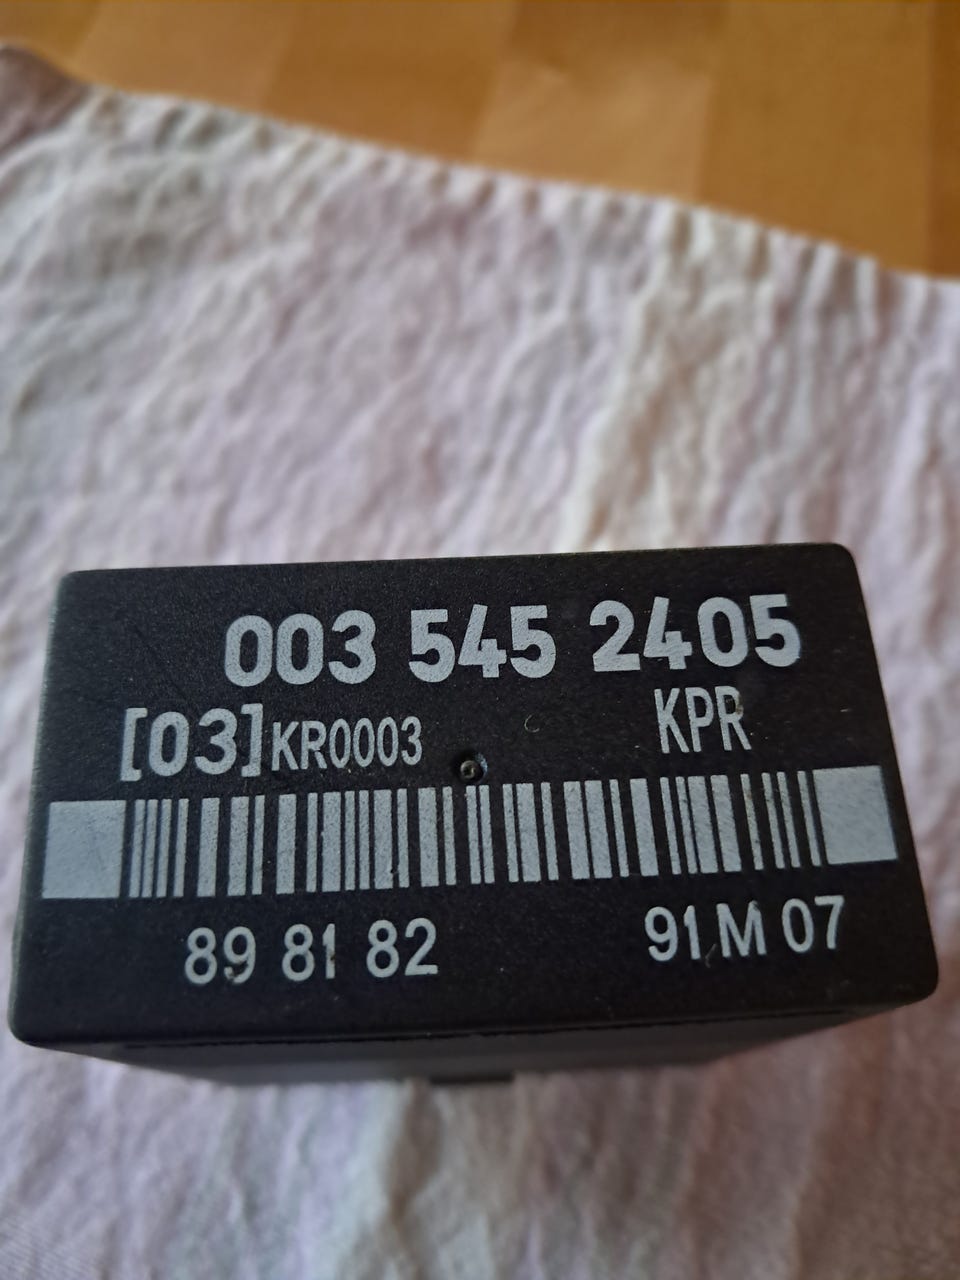 003 545 2405
[03] KR0003 KPR
89 81 82 91 M 07